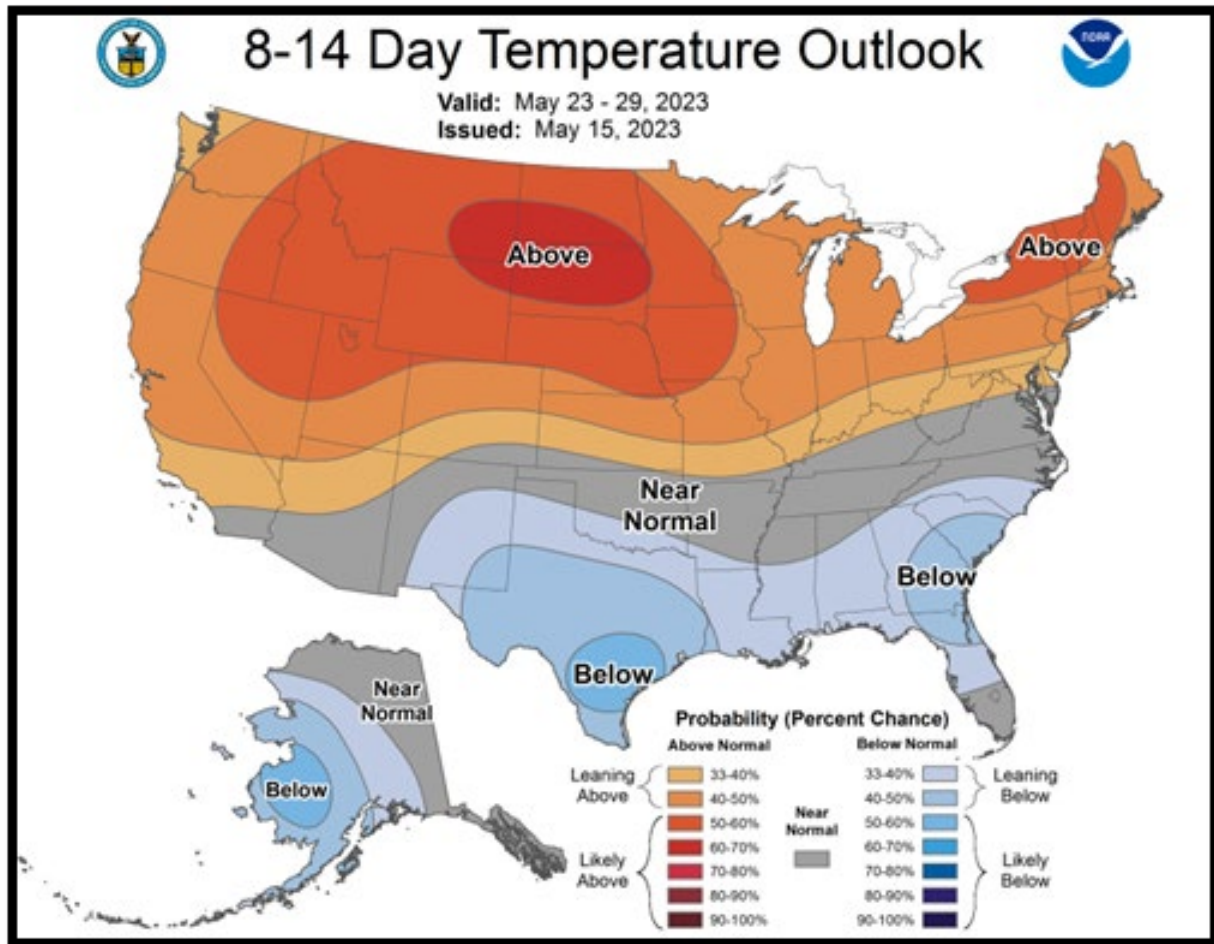 8-14 Day Temperature Outlook
NOAA
Valid: May 23 - 29, 2023
Issued: May 15, 2023
Above
Above
Near
Normal
Below
Below
Near
Normal
Below
Probability (Percent Chance)
Above Normal
Below Normal
Leaning
Above
33-40%
40-50%
Likely
Above
50-60%
60-70%
70-80%
80-90%
90-100%
Near
Normal
33-40%
40-50%
Leaning
Below
50-60%
60-70%
70-80%
80-90%
90-100%
Likely
Below